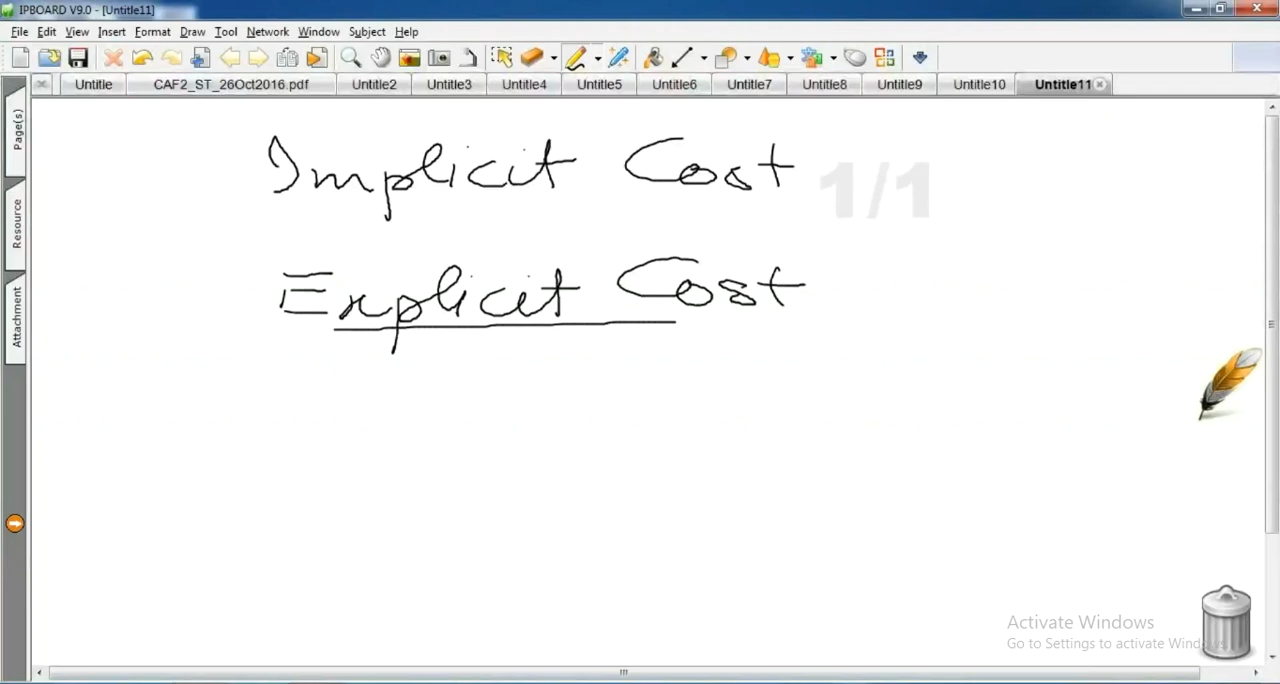 IPBOARD V9.0 - [Untitle11]
File Edit View Insert Format Draw Tool Network Window Subject Help
Untitle CAF2_ST_26Oct2016.pdf Untitle2 Untitle3 Untitle4 Untitle5 Untitle6 Untitle7 Untitle8 Untitle9 Untitle10 Untitle11
Page(s)
Resource
Attachment
Implicit Cost
1/1
Explicit Cost
Activate Windows
Go to Settings to activate Windows